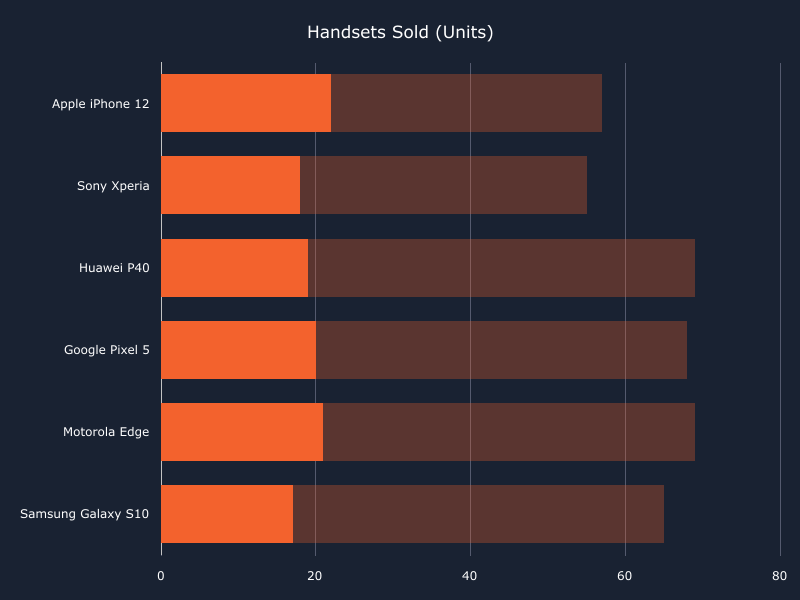 Handsets Sold (Units)
Apple iPhone 12
Sony Xperia
Huawei P40
Google Pixel 5
Motorola Edge
Samsung Galaxy S10
0 20 40 60 80